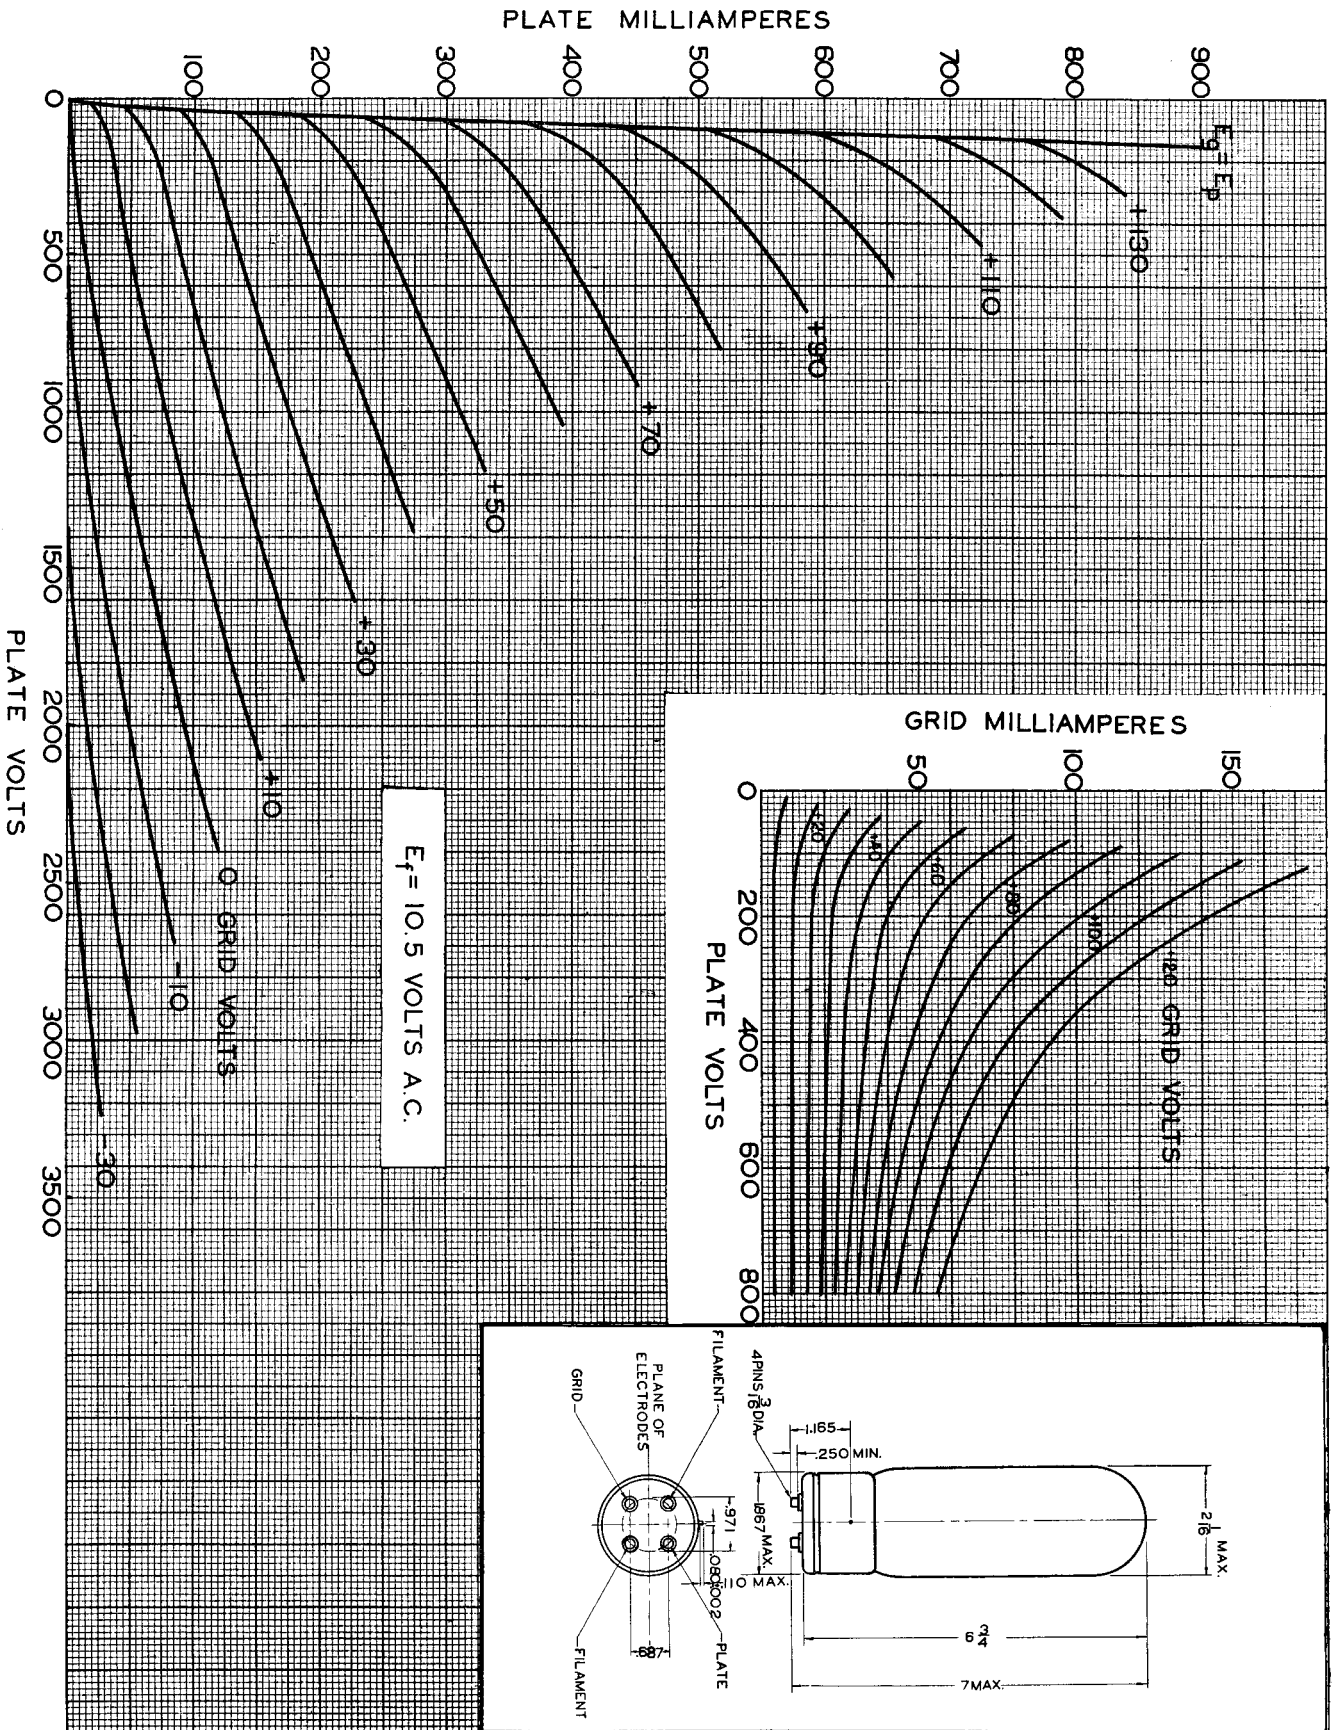 PLATE MILLIAMPERES
100
200
300
400
500
600
700
800
900
0
500
1000
1500
2000
2500
3000
3500
PLATE VOLTS
Eg = Ep
+130
+110
+90
+70
+50
+30
+10
0 GRID VOLTS
-10
-30
Ef = 10.5 VOLTS A.C.
GRID MILLIAMPERES
50
100
150
0
200
400
600
800
PLATE VOLTS
+20
+40
+60
+80
+100
+120 GRID VOLTS
4 PINS 3/16 DIA.
1.165
.250 MIN.
1.867 MAX.
2 1/16 MAX.
6 3/4
7 MAX.
FILAMENT
PLANE OF
ELECTRODES
GRID
.971
.110 MAX.
.687
PLATE
FILAMENT